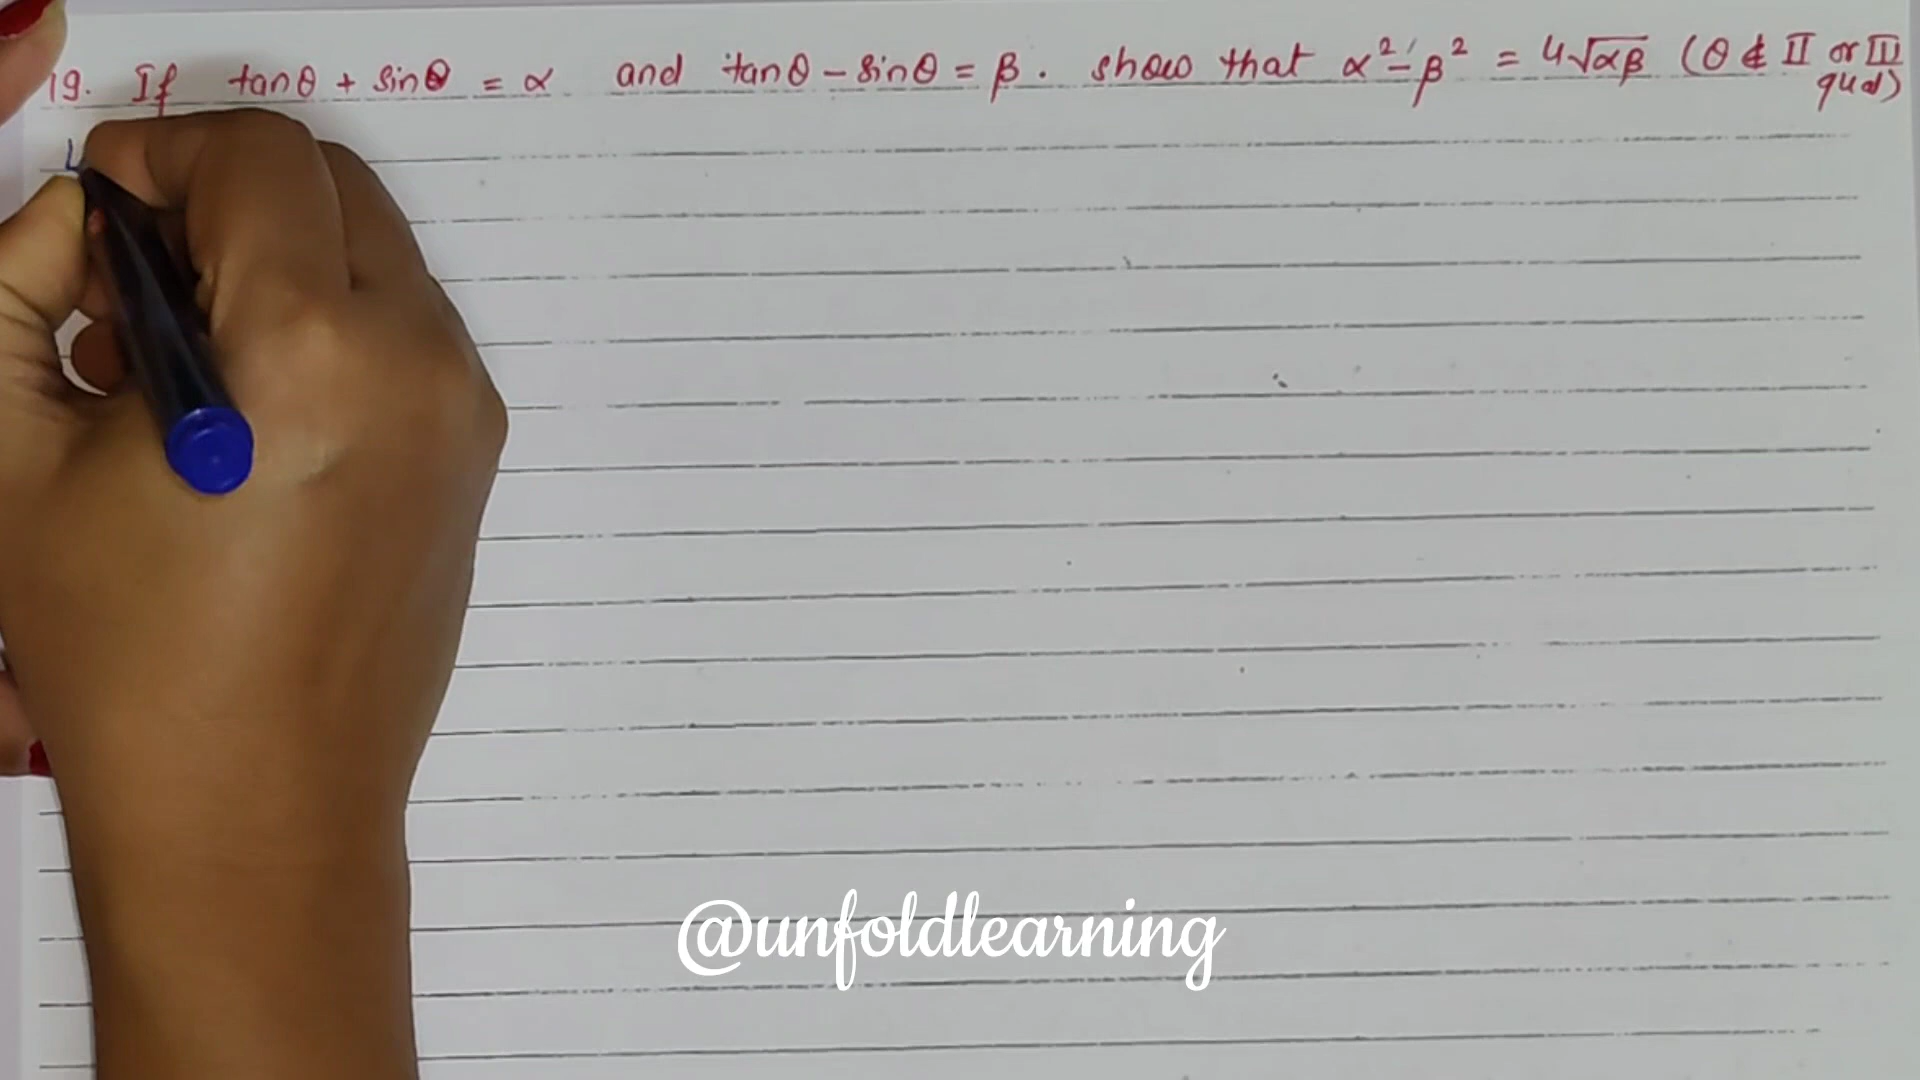 19. If tanθ + sinθ = α and tanθ - sinθ = β. show that α² - β² = 4√αβ (θ ∉ II or III
quad)
L
@unfoldlearning